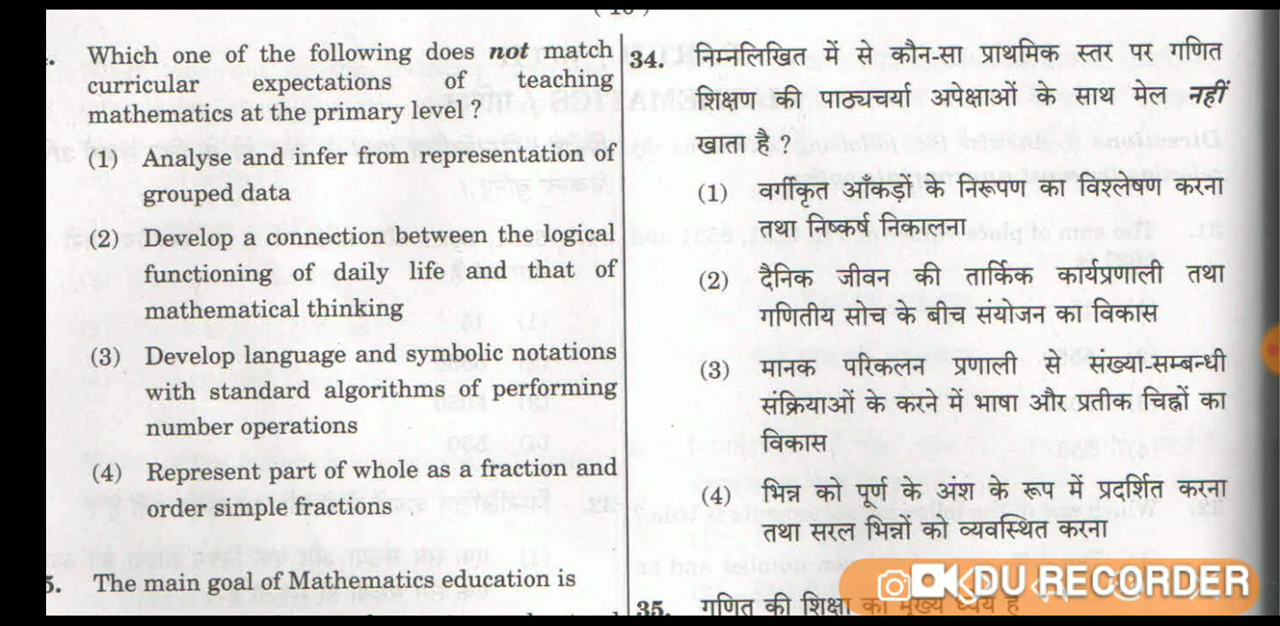 Which one of the following does not match
curricular expectations of teaching
mathematics at the primary level ?
(1) Analyse and infer from representation of
grouped data
(2) Develop a connection between the logical
functioning of daily life and that of
mathematical thinking
(3) Develop language and symbolic notations
with standard algorithms of performing
number operations
(4) Represent part of whole as a fraction and
order simple fractions
5. The main goal of Mathematics education is
34. निम्नलिखित में से कौन-सा प्राथमिक स्तर पर गणित
शिक्षण की पाठ्यचर्या अपेक्षाओं के साथ मेल नहीं
खाता है ?
(1) वर्गीकृत आँकड़ों के निरूपण का विश्लेषण करना
तथा निष्कर्ष निकालना
(2) दैनिक जीवन की तार्किक कार्यप्रणाली तथा
गणितीय सोच के बीच संयोजन का विकास
(3) मानक परिकलन प्रणाली से संख्या-सम्बन्धी
संक्रियाओं के करने में भाषा और प्रतीक चिह्नों का
विकास
(4) भिन्न को पूर्ण के अंश के रूप में प्रदर्शित करना
तथा सरल भिन्नों को व्यवस्थित करना
35. गणित की शिक्षा का मुख्य ध्येय है
DU RECORDER